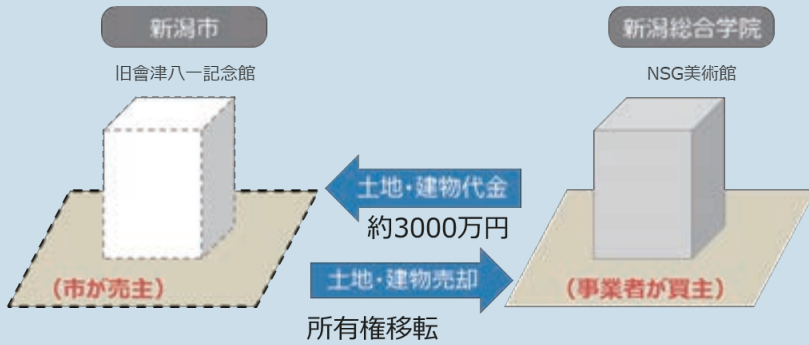 新潟市
新潟総合学院
旧會津八一記念館
NSG美術館
土地・建物代金
約3000万円
土地・建物売却
所有権移転
(市が売主)
(事業者が買主)